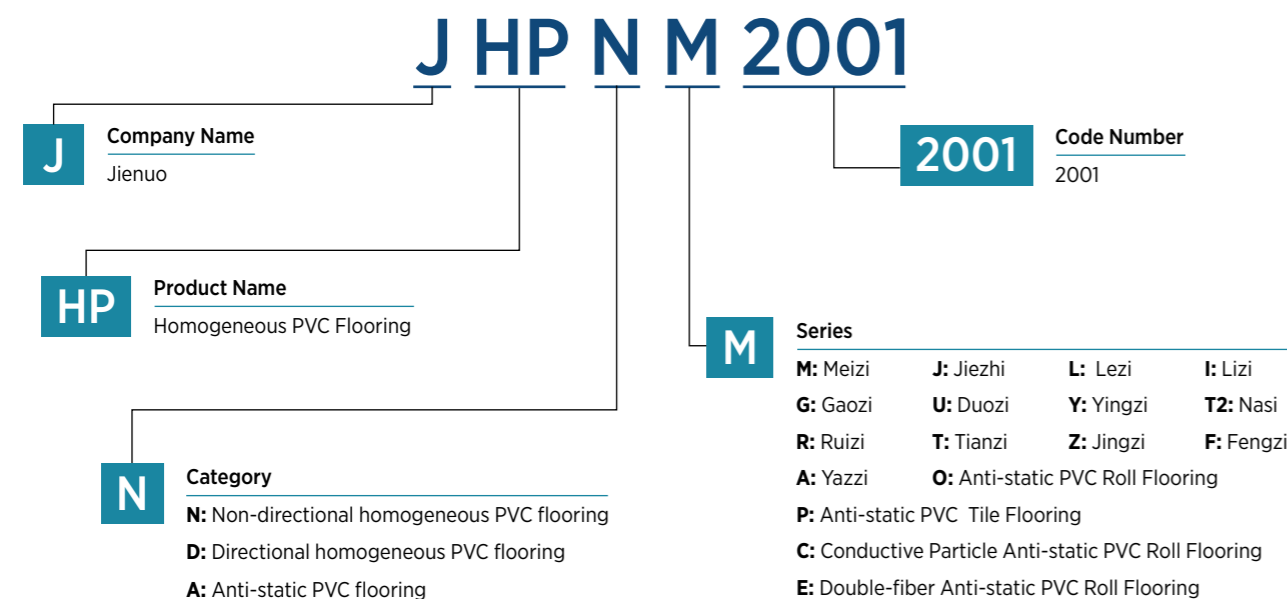 J HP N M 2001
J
Company Name
Jienuo
2001
Code Number
2001
HP
Product Name
Homogeneous PVC Flooring
M
Series
M: Meizi J: Jiezhi L: Lezi I: Lizi
G: Gaozi U: Duozi Y: Yingzi T2: Nasi
R: Ruizi T: Tianzi Z: Jingzi F: Fengzi
A: Yazzi O: Anti-static PVC Roll Flooring
P: Anti-static PVC Tile Flooring
C: Conductive Particle Anti-static PVC Roll Flooring
E: Double-fiber Anti-static PVC Roll Flooring
N
Category
N: Non-directional homogeneous PVC flooring
D: Directional homogeneous PVC flooring
A: Anti-static PVC flooring